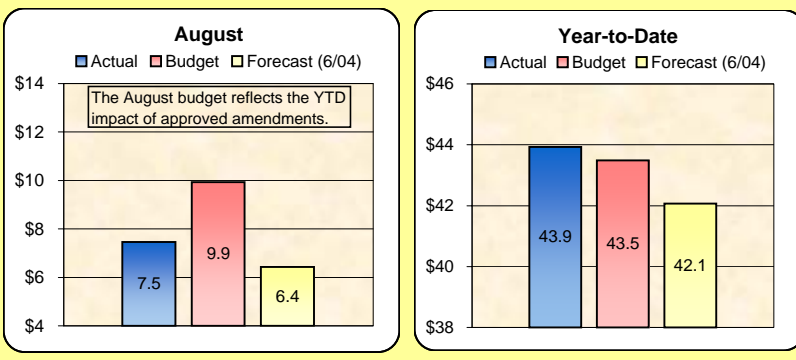 August
Actual Budget Forecast (6/04)
The August budget reflects the YTD
impact of approved amendments.
$14
$12
$10
$8
$6
$4
7.5
9.9
6.4
Year-to-Date
Actual Budget Forecast (6/04)
$46
$44
$42
$40
$38
43.9
43.5
42.1